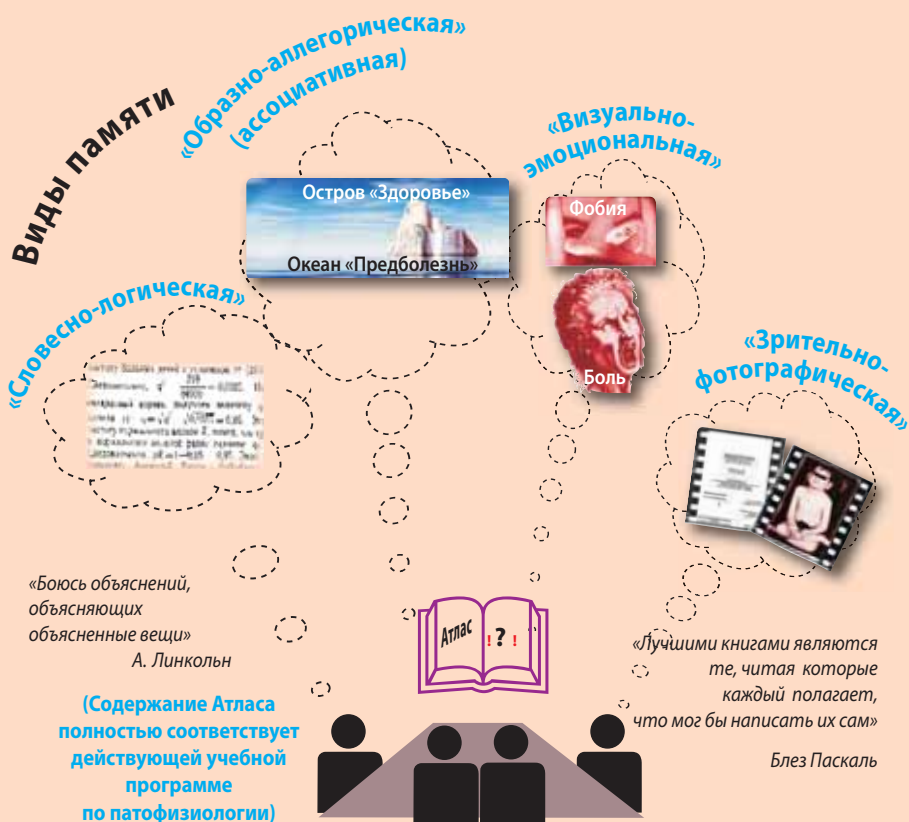 Виды памяти
«Образно-аллегорическая»
(ассоциативная)
«Визуально-
эмоциональная»
Остров «Здоровье»
Океан «Предболезнь»
Фобия
Боль
«Словесно-логическая»
«Зрительно-
фотографическая»
«Боюсь объяснений,
объясняющих
объясненные вещи»
А. Линкольн
Атлас
! ? !
«Лучшими книгами являются
те, читая которые
каждый полагает,
что мог бы написать их сам»
Блез Паскаль
(Содержание Атласа
полностью соответствует
действующей учебной
программе
по патофизиологии)